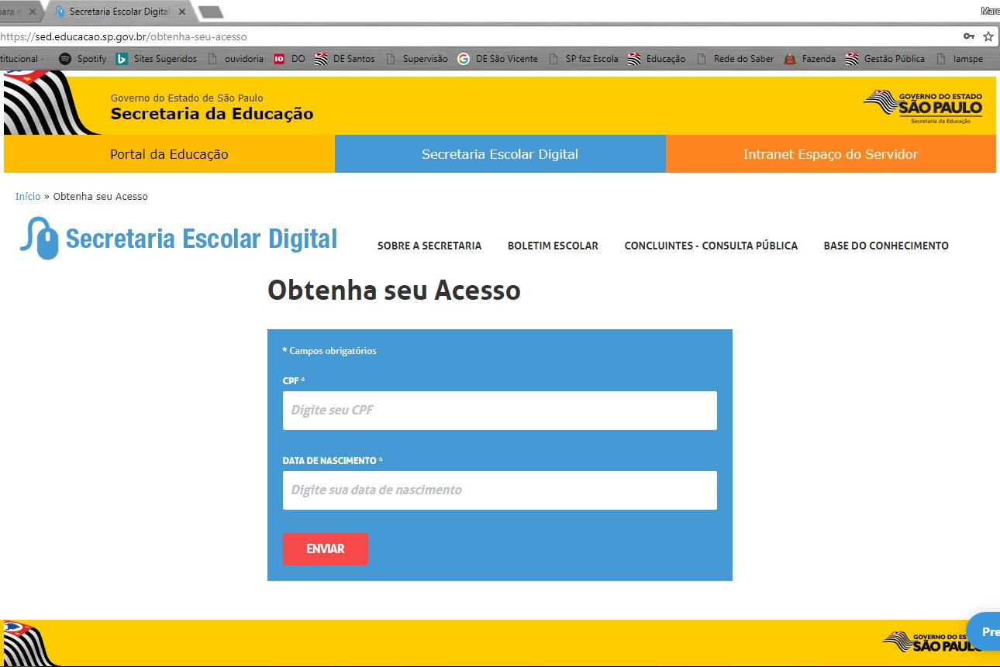 para e
Secretaria Escolar Digital
Marc
https://sed.educacao.sp.gov.br/obtenha-seu-acesso
titucional -
Spotify
Sites Sugeridos
ouvidoria
IO
DO
DE Santos
Supervisão
DE São Vicente
SP faz Escola
Educação
Rede do Saber
Fazenda
Gestão Pública
Iamspe
Governo do Estado de São Paulo
Secretaria da Educação
GOVERNO DO ESTADO
SÃO PAULO
Secretaria da Educação
Portal da Educação
Secretaria Escolar Digital
Intranet Espaço do Servidor
Início » Obtenha seu Acesso
Secretaria Escolar Digital
SOBRE A SECRETARIA
BOLETIM ESCOLAR
CONCLUINTES - CONSULTA PÚBLICA
BASE DO CONHECIMENTO
Obtenha seu Acesso
* Campos obrigatórios
CPF *
Digite seu CPF
DATA DE NASCIMENTO *
Digite sua data de nascimento
ENVIAR
GOVERNO DO ES
SÃO PAUL
Pre